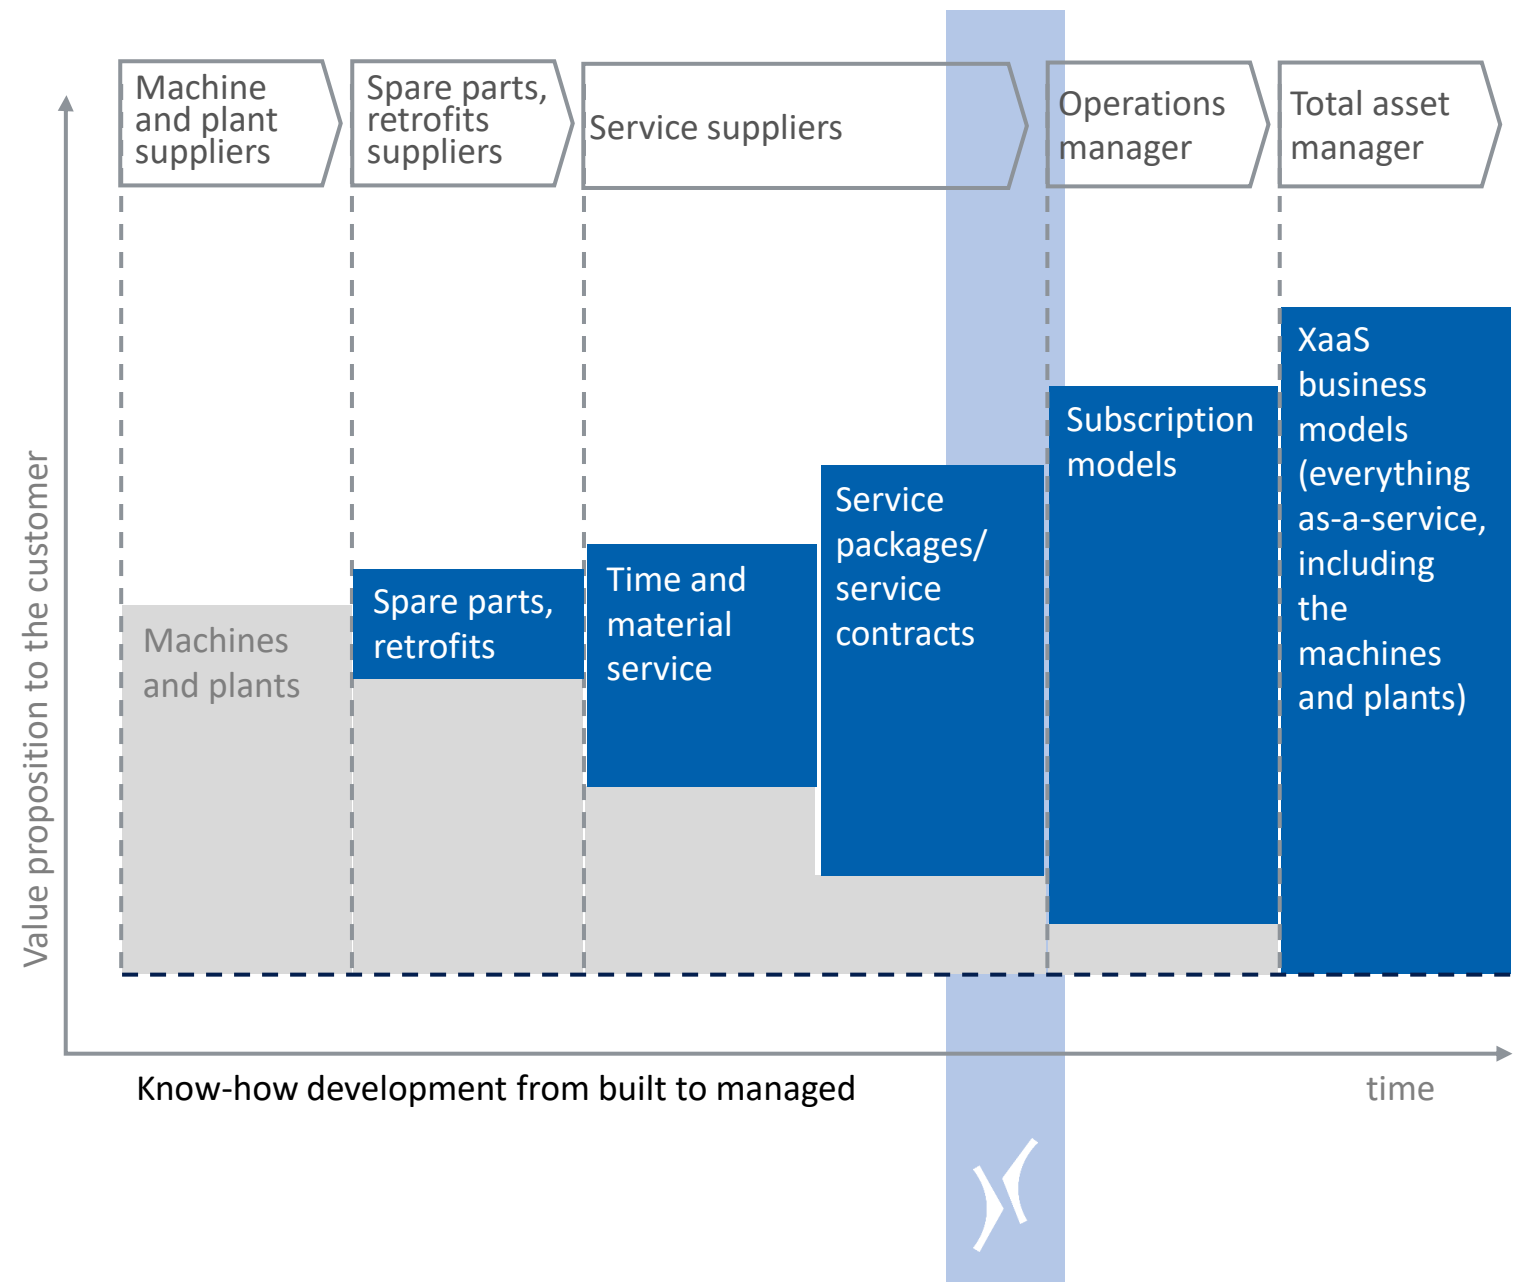 Machine
and plant
suppliers
Spare parts,
retrofits
suppliers
Service suppliers
Operations
manager
Total asset
manager
Value proposition to the customer
Machines
and plants
Spare parts,
retrofits
Time and
material
service
Service
packages/
service
contracts
Subscription
models
XaaS
business
models
(everything
as-a-service,
including
the
machines
and plants)
Know-how development from built to managed
time